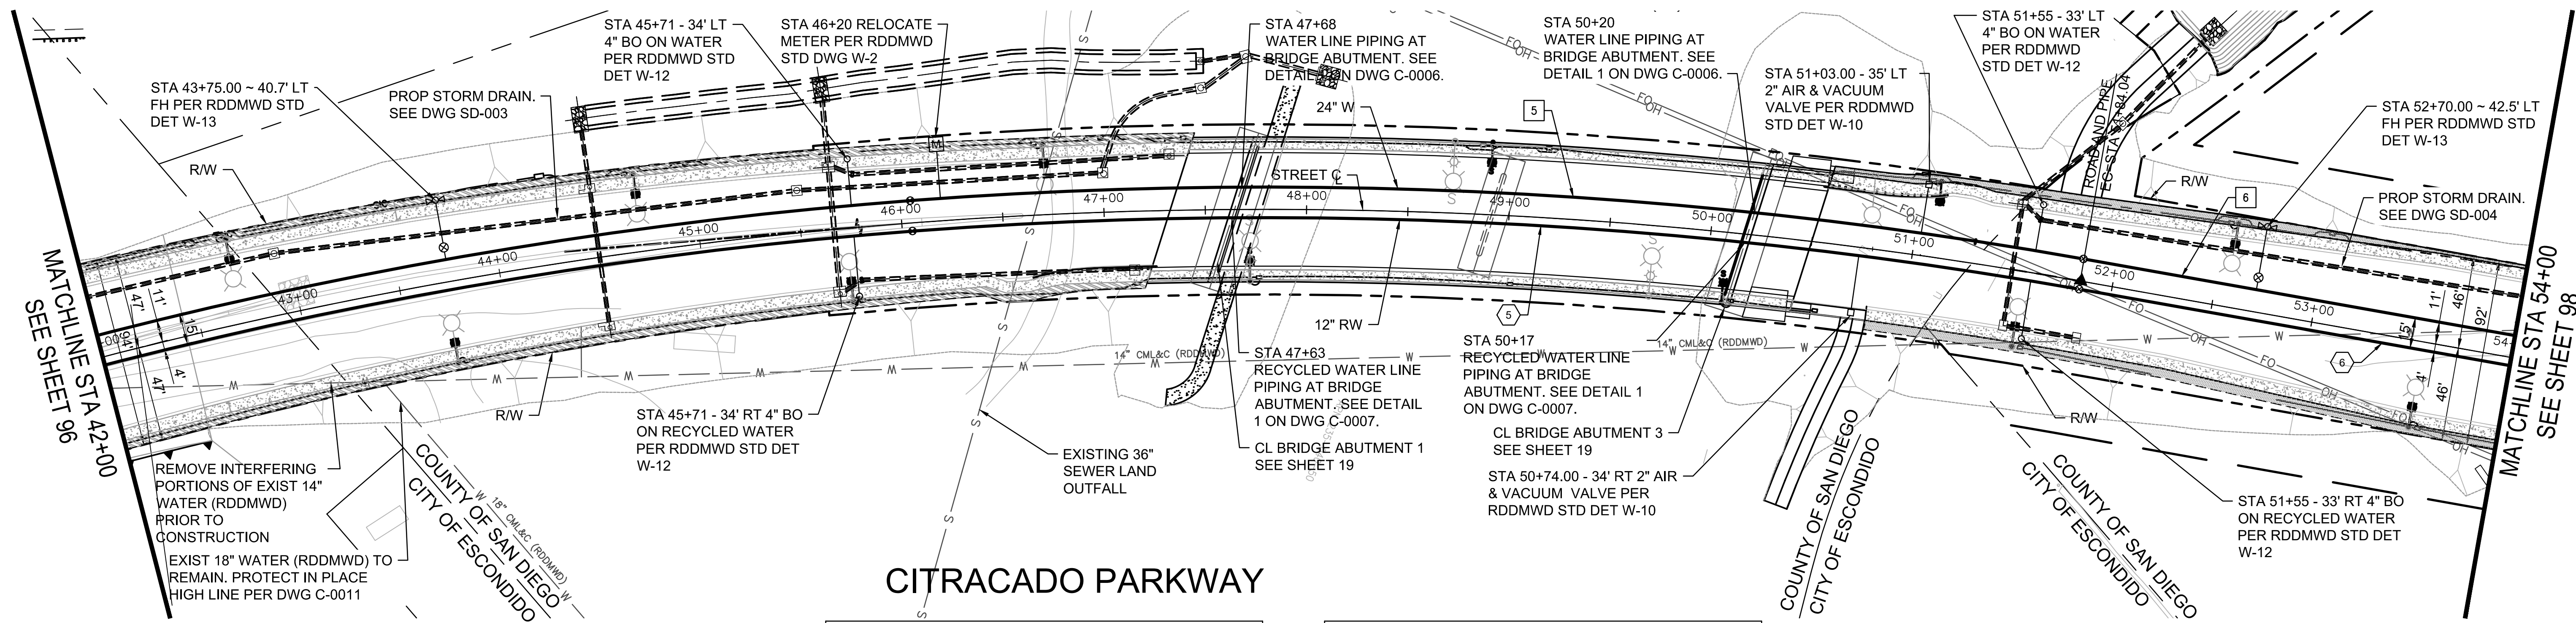 STA 43+75.00 ~ 40.7' LT
FH PER RDDMWD STD
DET W-13
PROP STORM DRAIN.
SEE DWG SD-003
STA 45+71 - 34' LT
4" BO ON WATER
PER RDDMWD STD
DET W-12
STA 46+20 RELOCATE
METER PER RDDMWD
STD DWG W-2
STA 47+68
WATER LINE PIPING AT
BRIDGE ABUTMENT. SEE
DETAIL 1 ON DWG C-0006.
STA 50+20
WATER LINE PIPING AT
BRIDGE ABUTMENT. SEE
DETAIL 1 ON DWG C-0006.
STA 51+03.00 - 35' LT
2" AIR & VACUUM
VALVE PER RDDMWD
STD DET W-10
STA 51+55 - 33' LT
4" BO ON WATER
PER RDDMWD
STD DET W-12
STA 52+70.00 ~ 42.5' LT
FH PER RDDMWD STD
DET W-13
PROP STORM DRAIN.
SEE DWG SD-004
R/W
R/W
24" W
5
6
M
STREET CL
ROAD AND PIPE
FO
OH
FO
OH
43+00
44+00
45+00
46+00
47+00
48+00
49+00
50+00
51+00
52+00
53+00
MATCHLINE STA 42+00
SEE SHEET 96
MATCHLINE STA 54+00
SEE SHEET 98
47'
11'
15'
94'
4'
47'
11'
46'
92'
15'
4'
46'
12" RW
5
6
14" CML&C (RDDMWD)
14" CML&C (RDDMWD)
R/W
R/W
STA 45+71 - 34' RT 4" BO
ON RECYCLED WATER
PER RDDMWD STD DET
W-12
STA 47+63
RECYCLED WATER LINE
PIPING AT BRIDGE
ABUTMENT. SEE DETAIL
1 ON DWG C-0007.
CL BRIDGE ABUTMENT 1
SEE SHEET 19
STA 50+17
RECYCLED WATER LINE
PIPING AT BRIDGE
ABUTMENT. SEE DETAIL 1
ON DWG C-0007.
CL BRIDGE ABUTMENT 3
SEE SHEET 19
STA 50+74.00 - 34' RT 2" AIR
& VACUUM VALVE PER
RDDMWD STD DET W-10
STA 51+55 - 33' RT 4" BO
ON RECYCLED WATER
PER RDDMWD STD DET
W-12
EXISTING 36"
SEWER LAND
OUTFALL
REMOVE INTERFERING
PORTIONS OF EXIST 14"
WATER (RDDMWD)
PRIOR TO
CONSTRUCTION
EXIST 18" WATER (RDDMWD) TO
REMAIN. PROTECT IN PLACE
HIGH LINE PER DWG C-0011
18" CML&C (RDDMWD)
COUNTY OF SAN DIEGO
CITY OF ESCONDIDO
COUNTY OF SAN DIEGO
CITY OF ESCONDIDO
COUNTY OF SAN DIEGO
CITY OF ESCONDIDO
CITRACADO PARKWAY